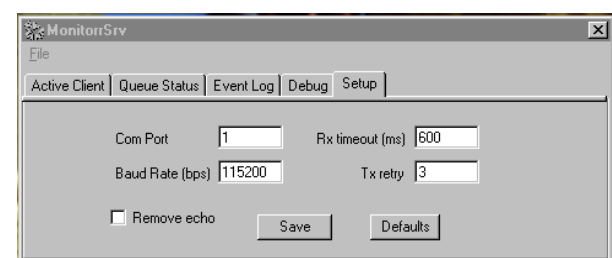 MonitorrSrv
File
Active Client Queue Status Event Log Debug Setup
Com Port 1 Rx timeout (ms) 600
Baud Rate (bps) 115200 Tx retry 3
Remove echo Save Defaults